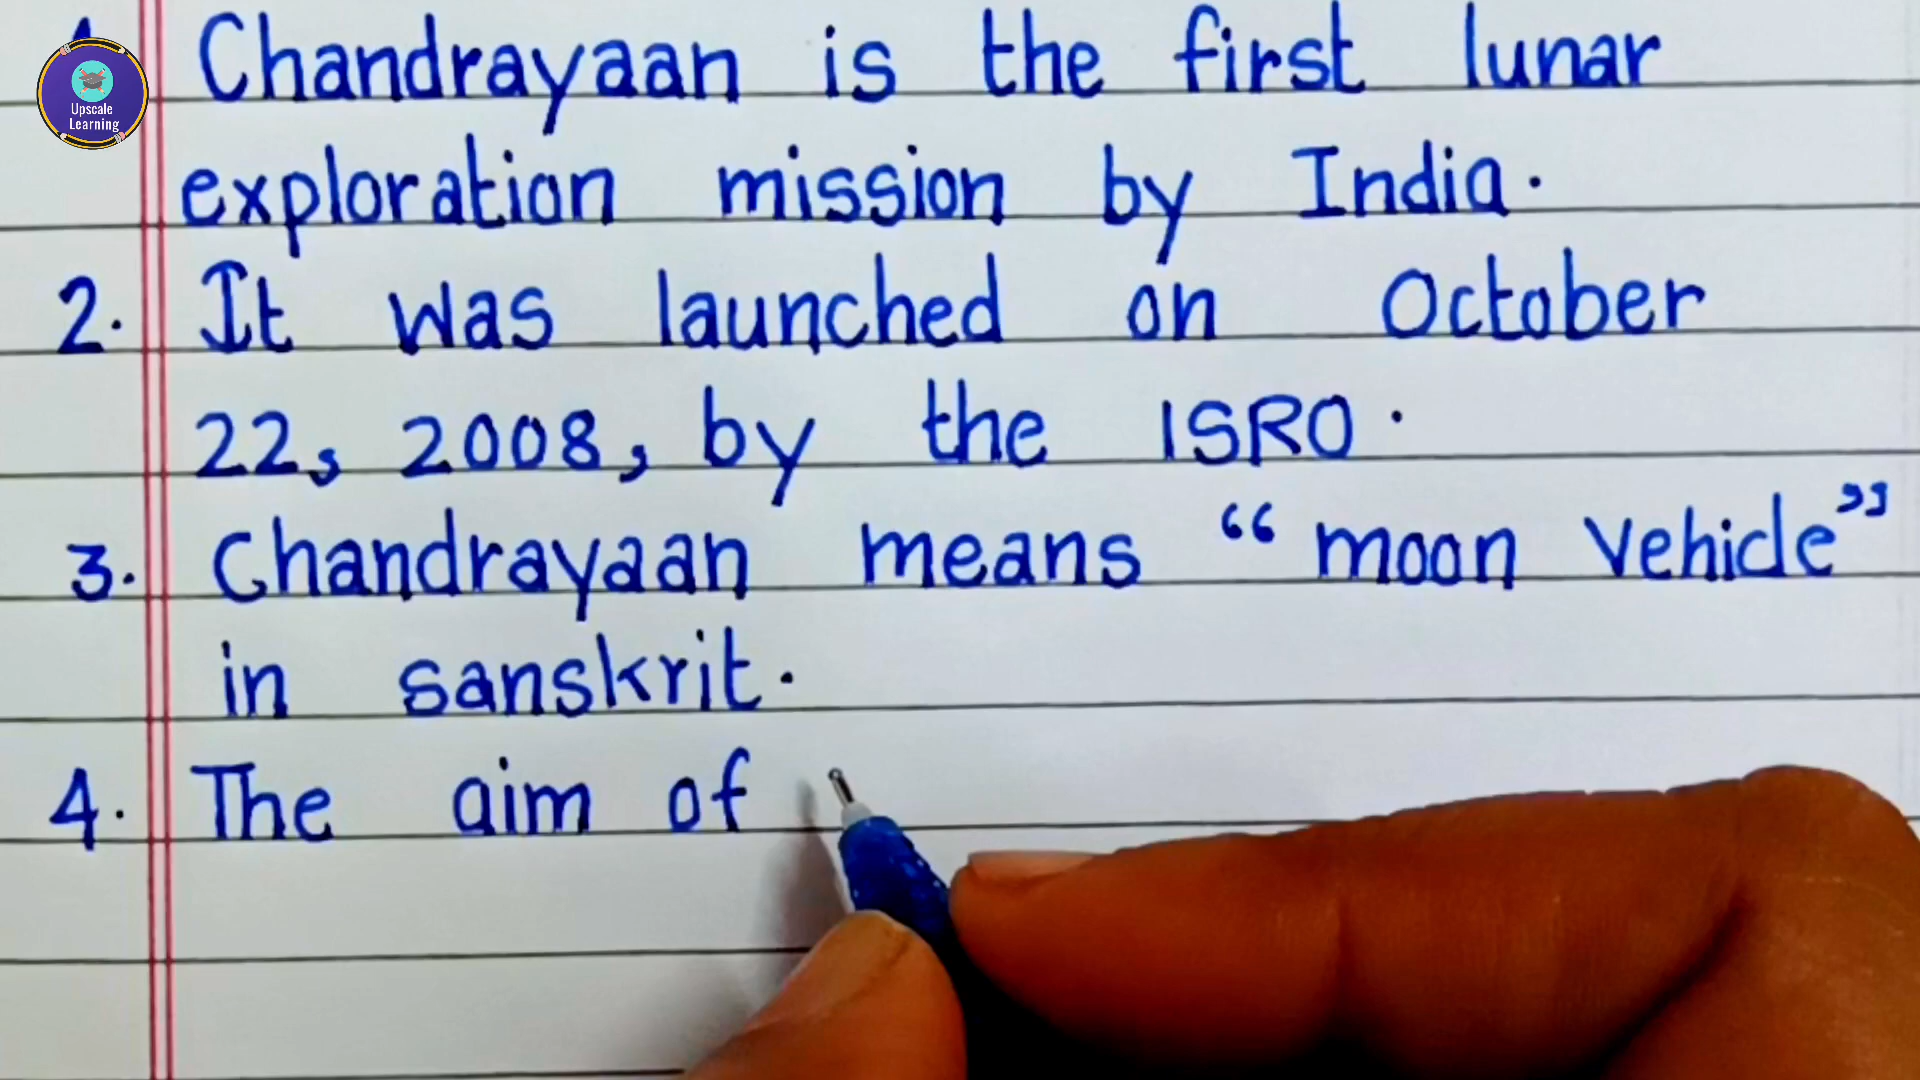 1. Chandrayaan is the first lunar
exploration mission by India.
2. It was launched on October
22, 2008, by the ISRO.
3. Chandrayaan means “moon vehicle”
in sanskrit.
4. The aim of
Upscale
Learning